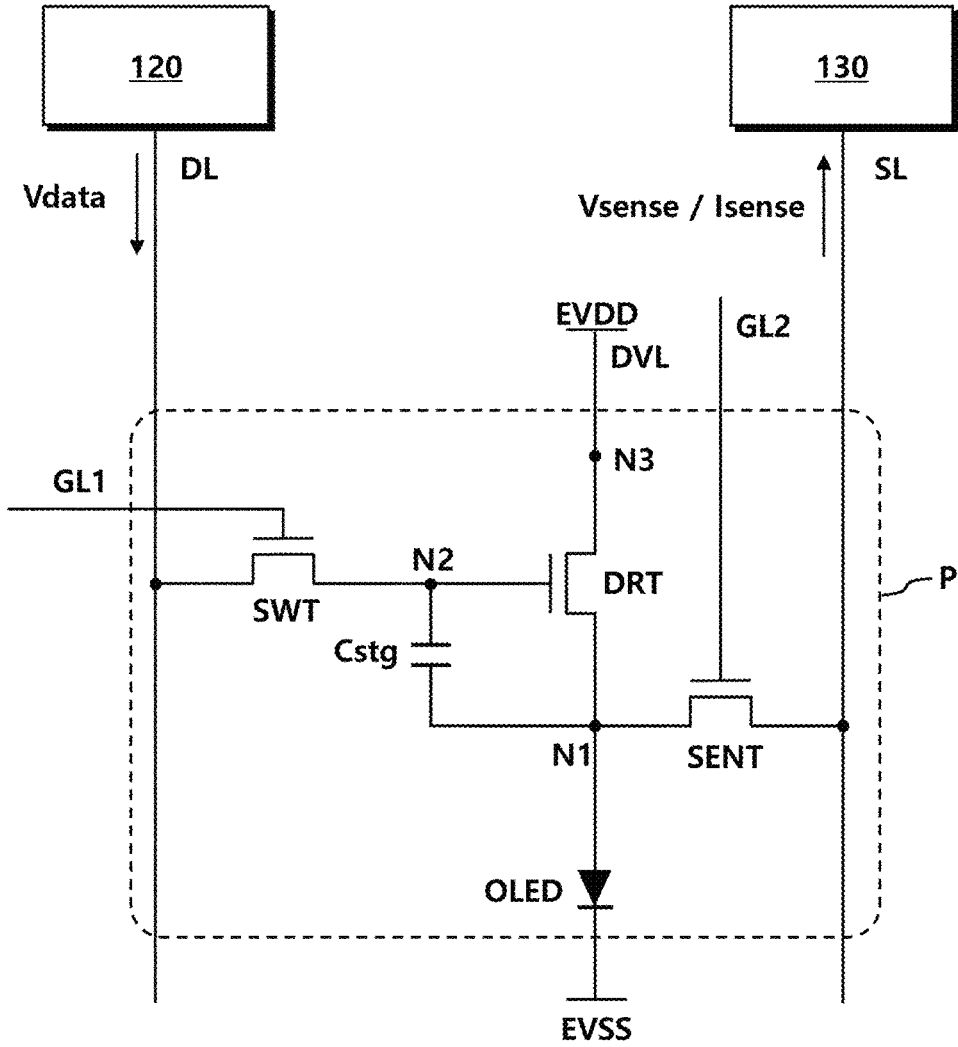 120
130
DL
SL
Vdata
Vsense / Isense
EVDD
GL2
DVL
N3
GL1
N2
DRT
P
SWT
Cstg
N1
SENT
OLED
EVSS